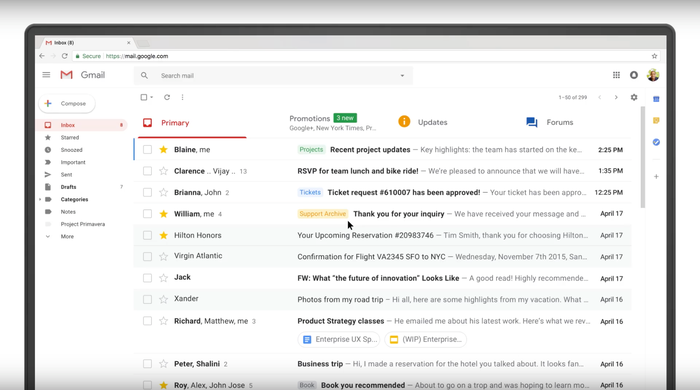 Inbox (8)
Secure https://mail.google.com
Gmail
Search mail
Compose
1–50 of 299
Inbox 8
Starred
Snoozed
Important
Sent
Drafts 7
Categories
Notes
Project Primavera
More
Primary
Promotions 3 new
Google+, New York Times, Pr...
Updates
Forums
Blaine, me Projects Recent project updates – Key highlights: the team has started on the ke... 2:25 PM
Clarence .. Vijay .. 13 RSVP for team lunch and bike ride! – We're pleased to announce that we will have... 1:35 PM
Brianna, John 2 Tickets Ticket request #610007 has been approved! – Your ticket has been appro... 12:25 PM
William, me 4 Support Archive Thank you for your inquiry – We have received your message and ... April 17
Hilton Honors Your Upcoming Reservation #20983746 – Tim Smith, thank you for choosing Hilton... April 17
Virgin Atlantic Confirmation for Flight VA2345 SFO to NYC – Wednesday, November 7th 2015, San... April 17
Jack FW: What "the future of innovation" Looks Like – A good read! Highly recommende... April 17
Xander Photos from my road trip – Hi all, here are some highlights from my vacation. What ... April 16
Richard, Matthew, me 3 Product Strategy classes – He emailed me about his latest work. Here's what we rev... April 16
Enterprise UX Sp... (WIP) Enterprise...
Peter, Shalini 2 Business trip – Hi, I made a reservation for the hotel you talked about. It looks fan... April 16
Roy, Alex, John Jose 5 Book Book you recommended – About to go on a trop and was hoping to learn mo... April 16